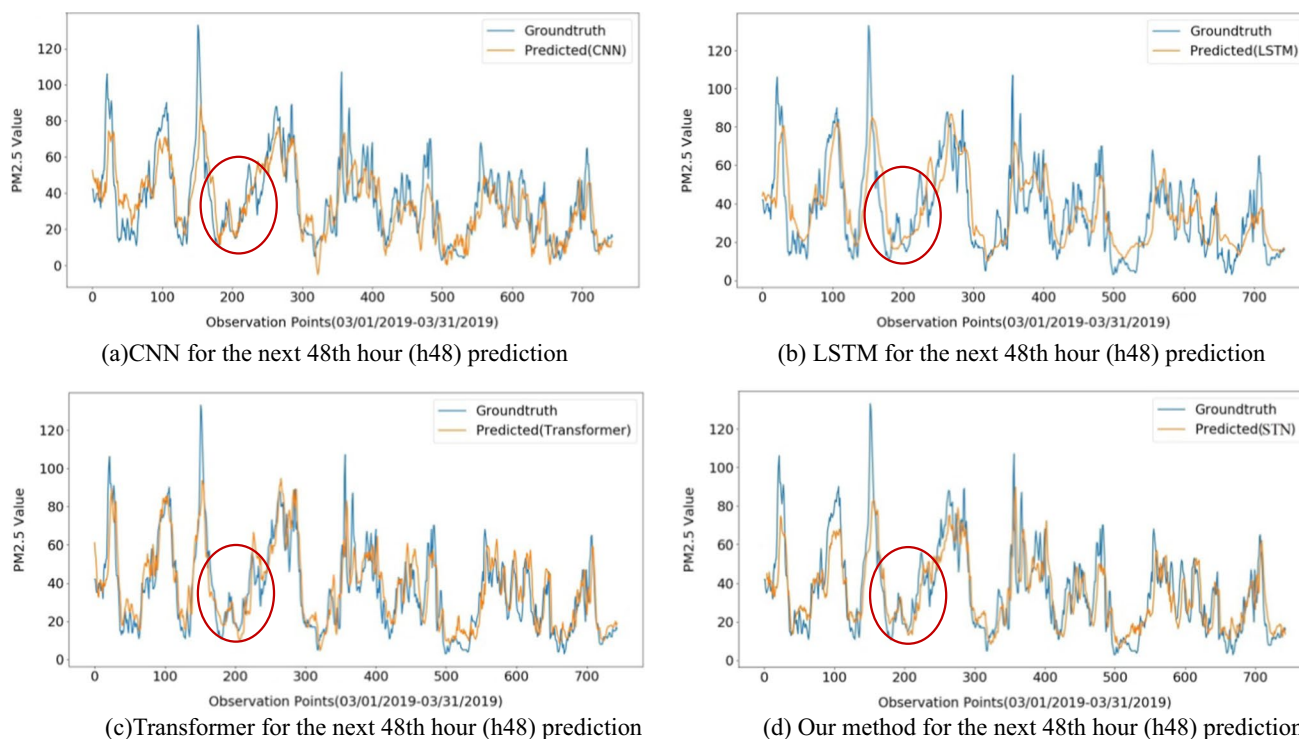 Groundtruth
Predicted(CNN)
PM2.5 Value
120
100
80
60
40
20
0
0 100 200 300 400 500 600 700
Observation Points(03/01/2019-03/31/2019)
(a)CNN for the next 48th hour (h48) prediction
Groundtruth
Predicted(LSTM)
PM2.5 Value
120
100
80
60
40
20
0
0 100 200 300 400 500 600 700
Observation Points(03/01/2019-03/31/2019)
(b) LSTM for the next 48th hour (h48) prediction
Groundtruth
Predicted(Transformer)
PM2.5 Value
120
100
80
60
40
20
0
0 100 200 300 400 500 600 700
Observation Points(03/01/2019-03/31/2019)
(c)Transformer for the next 48th hour (h48) prediction
Groundtruth
Predicted(STN)
PM2.5 Value
120
100
80
60
40
20
0
0 100 200 300 400 500 600 700
Observation Points(03/01/2019-03/31/2019)
(d) Our method for the next 48th hour (h48) prediction